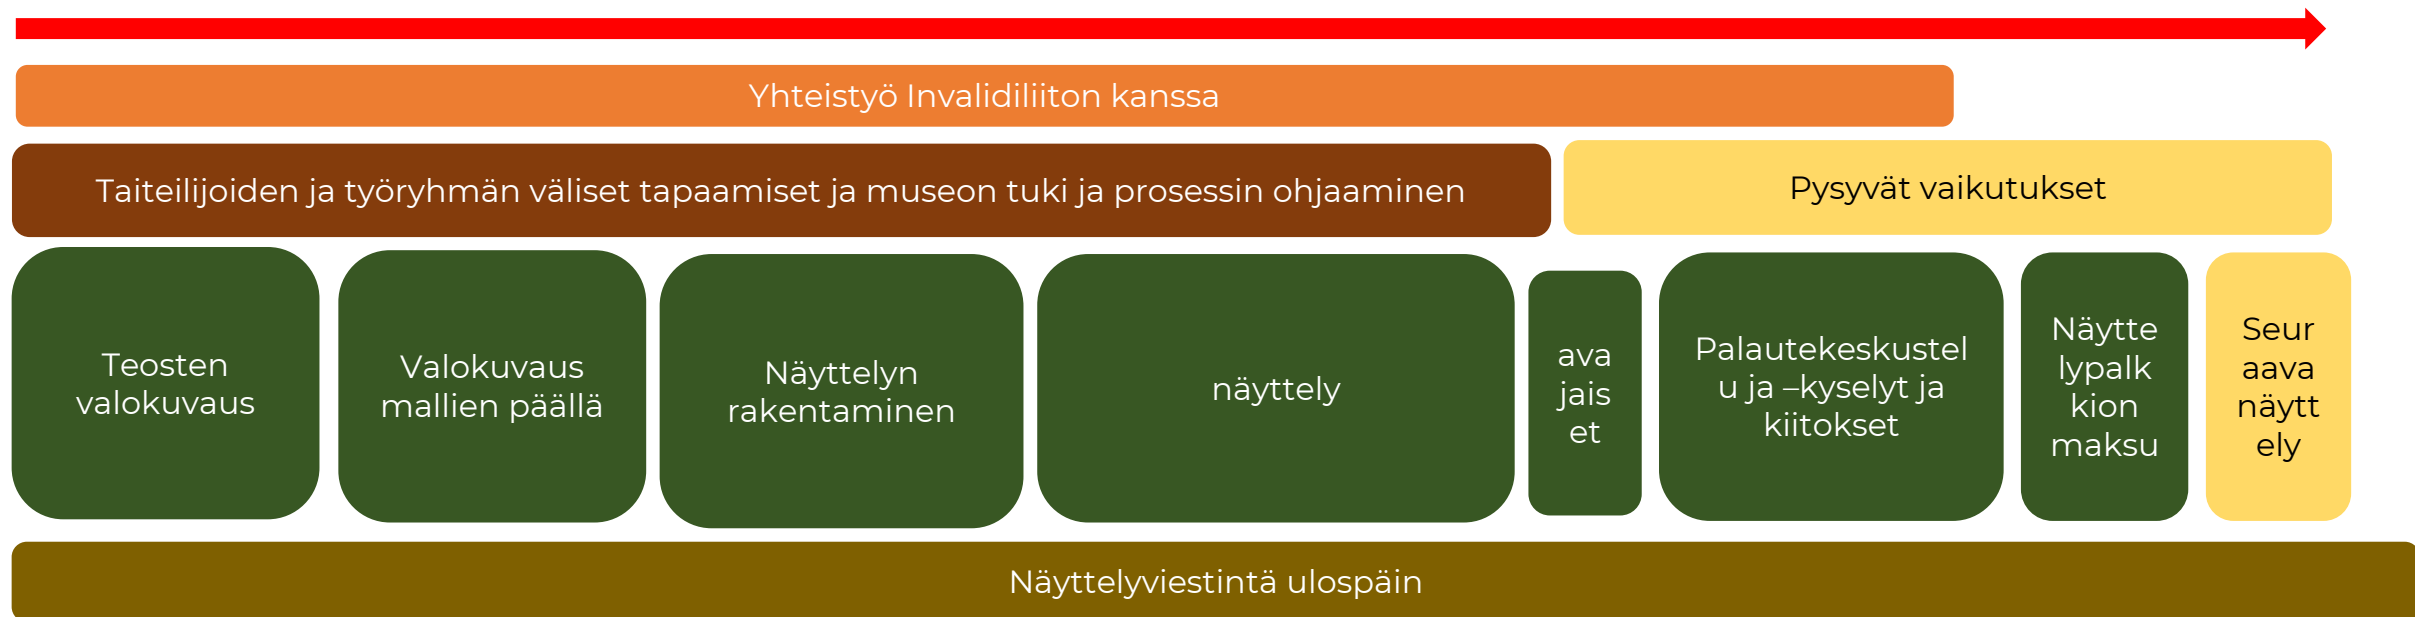 Yhteistyö Invalidiliiton kanssa
Taiteilijoiden ja työryhmän väliset tapaamiset ja museon tuki ja prosessin ohjaaminen
Pysyvät vaikutukset
Teosten
valokuvaus
Valokuvaus
mallien päällä
Näyttelyn
rakentaminen
näyttely
ava
jais
et
Palautekeskustel
u ja –kyselyt ja
kiitokset
Näytte
lypalk
kion
maksu
Seur
aava
näytt
ely
Näyttelyviestintä ulospäin